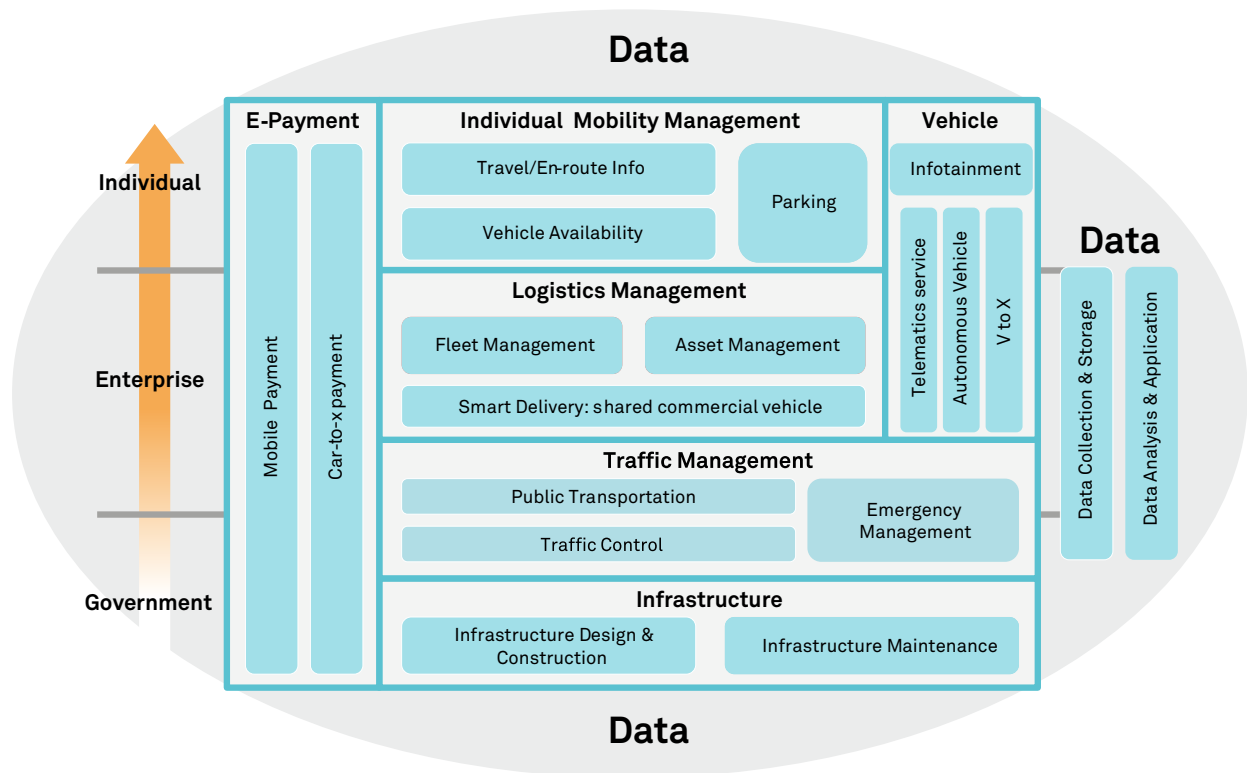 Data
E-Payment
Individual Mobility Management
Vehicle
Individual
Travel/En-route Info
Vehicle Availability
Parking
Infotainment
Telematics service
Autonomous Vehicle
V to X
Data
Data Collection & Storage
Data Analysis & Application
Enterprise
Mobile Payment
Car-to-x payment
Logistics Management
Fleet Management
Asset Management
Smart Delivery: shared commercial vehicle
Traffic Management
Public Transportation
Traffic Control
Emergency
Management
Government
Infrastructure
Infrastructure Design &
Construction
Infrastructure Maintenance
Data